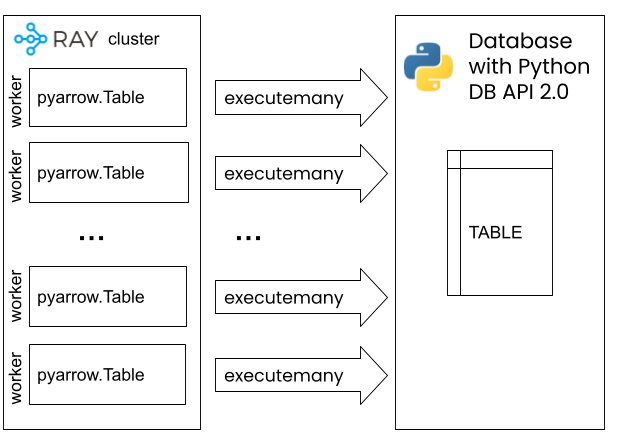 RAY cluster
Database
with Python
DB API 2.0
worker
pyarrow.Table
executemany
worker
pyarrow.Table
executemany
...
...
TABLE
worker
pyarrow.Table
executemany
worker
pyarrow.Table
executemany